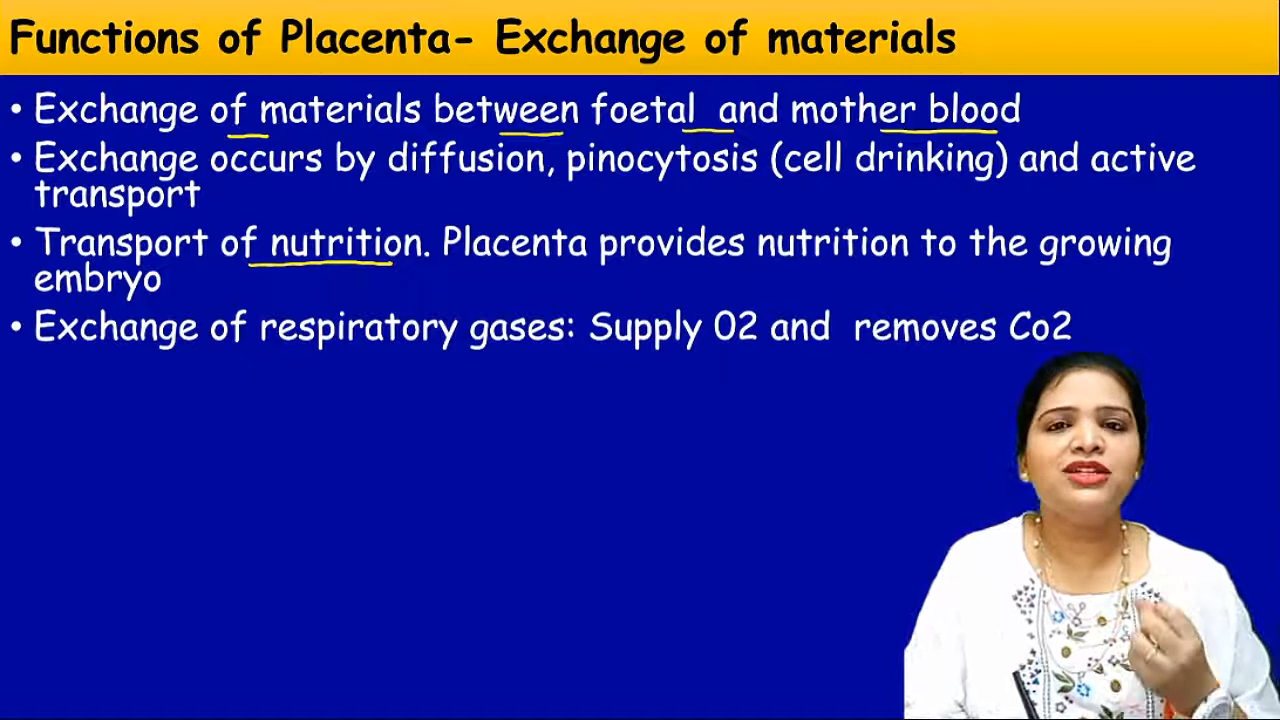 Functions of Placenta- Exchange of materials
• Exchange of materials between foetal and mother blood
• Exchange occurs by diffusion, pinocytosis (cell drinking) and active
transport
• Transport of nutrition. Placenta provides nutrition to the growing
embryo
• Exchange of respiratory gases: Supply O2 and removes Co2